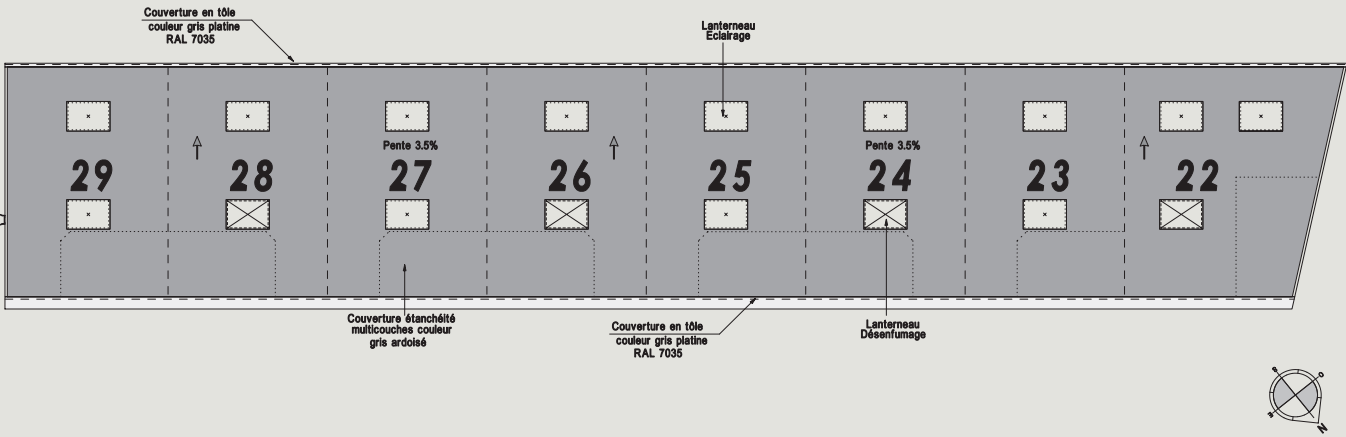 Couverture en tôle
couleur gris platine
RAL 7035
Lanterneau
Eclairage
Pente 3.5%
Pente 3.5%
29 28 27 26 25 24 23 22
Couverture étanchéité
multicouches couleur
gris ardoisé
Couverture en tôle
couleur gris platine
RAL 7035
Lanterneau
Désenfumage
S O
E N